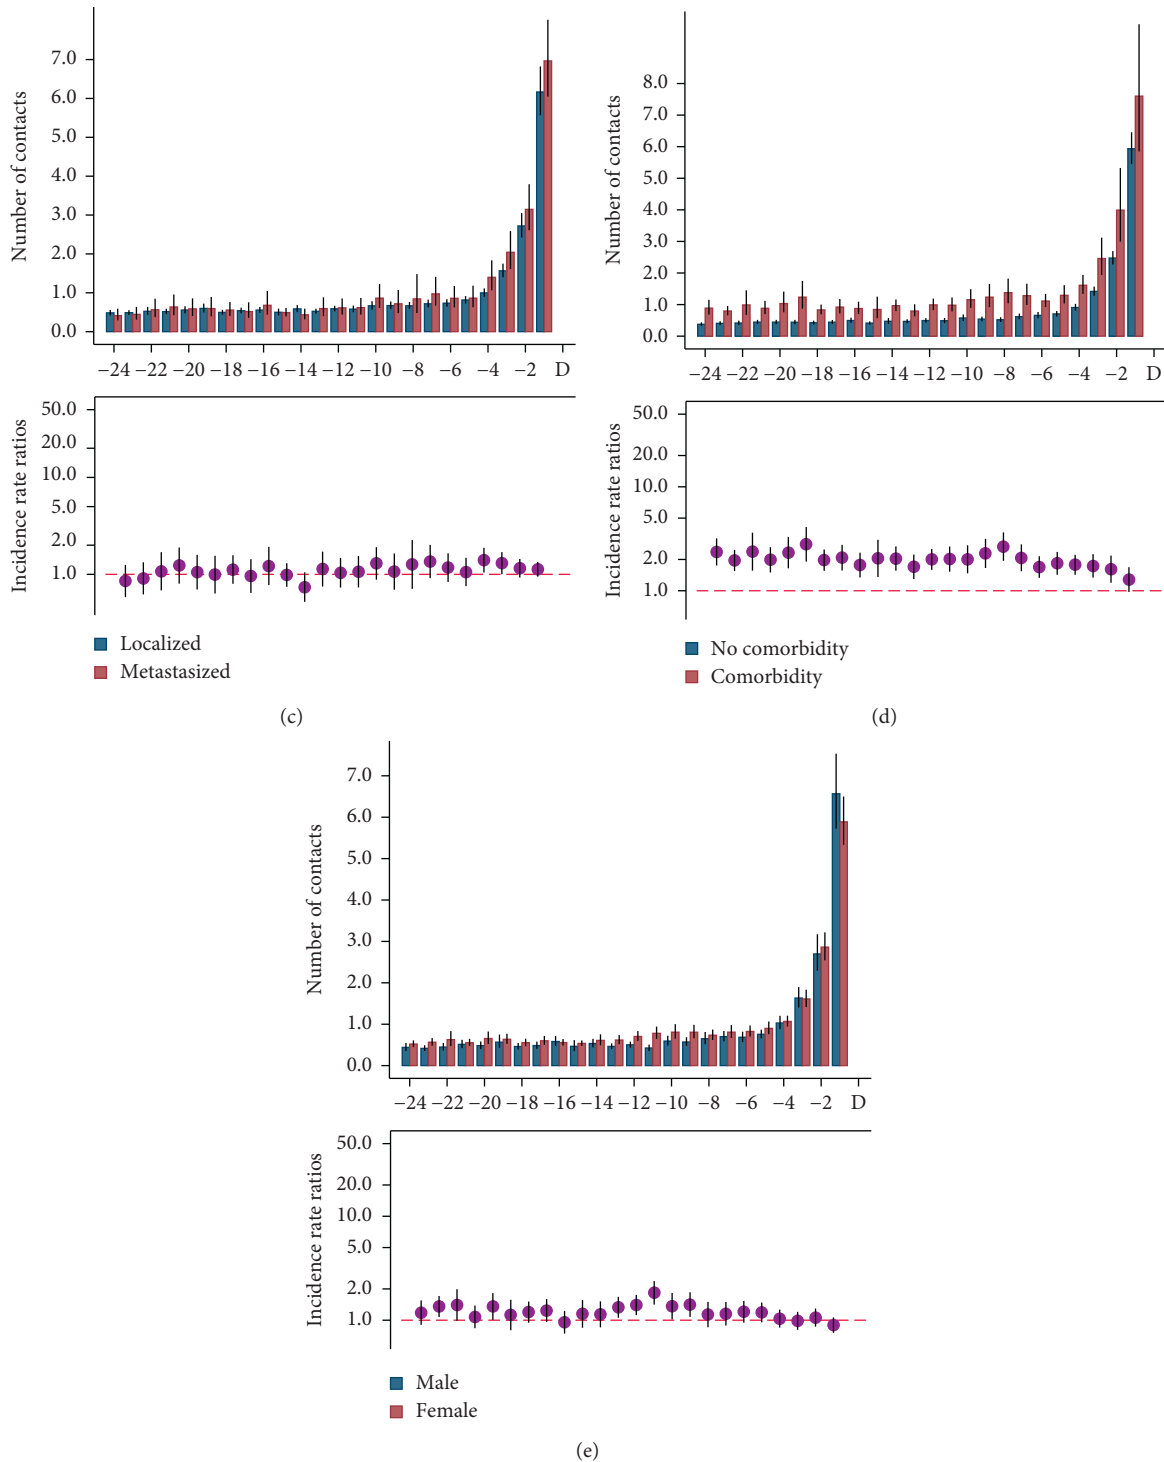 Number of contacts
7.0
6.0
5.0
4.0
3.0
2.0
1.0
0.0
−24 −22 −20 −18 −16 −14 −12 −10 −8 −6 −4 −2 D
Incidence rate ratios
50.0
20.0
10.0
5.0
2.0
1.0
Localized
Metastasized
(c)
Number of contacts
8.0
7.0
6.0
5.0
4.0
3.0
2.0
1.0
0.0
−24 −22 −20 −18 −16 −14 −12 −10 −8 −6 −4 −2 D
Incidence rate ratios
50.0
20.0
10.0
5.0
2.0
1.0
No comorbidity
Comorbidity
(d)
Number of contacts
7.0
6.0
5.0
4.0
3.0
2.0
1.0
0.0
−24 −22 −20 −18 −16 −14 −12 −10 −8 −6 −4 −2 D
Incidence rate ratios
50.0
20.0
10.0
5.0
2.0
1.0
Male
Female
(e)